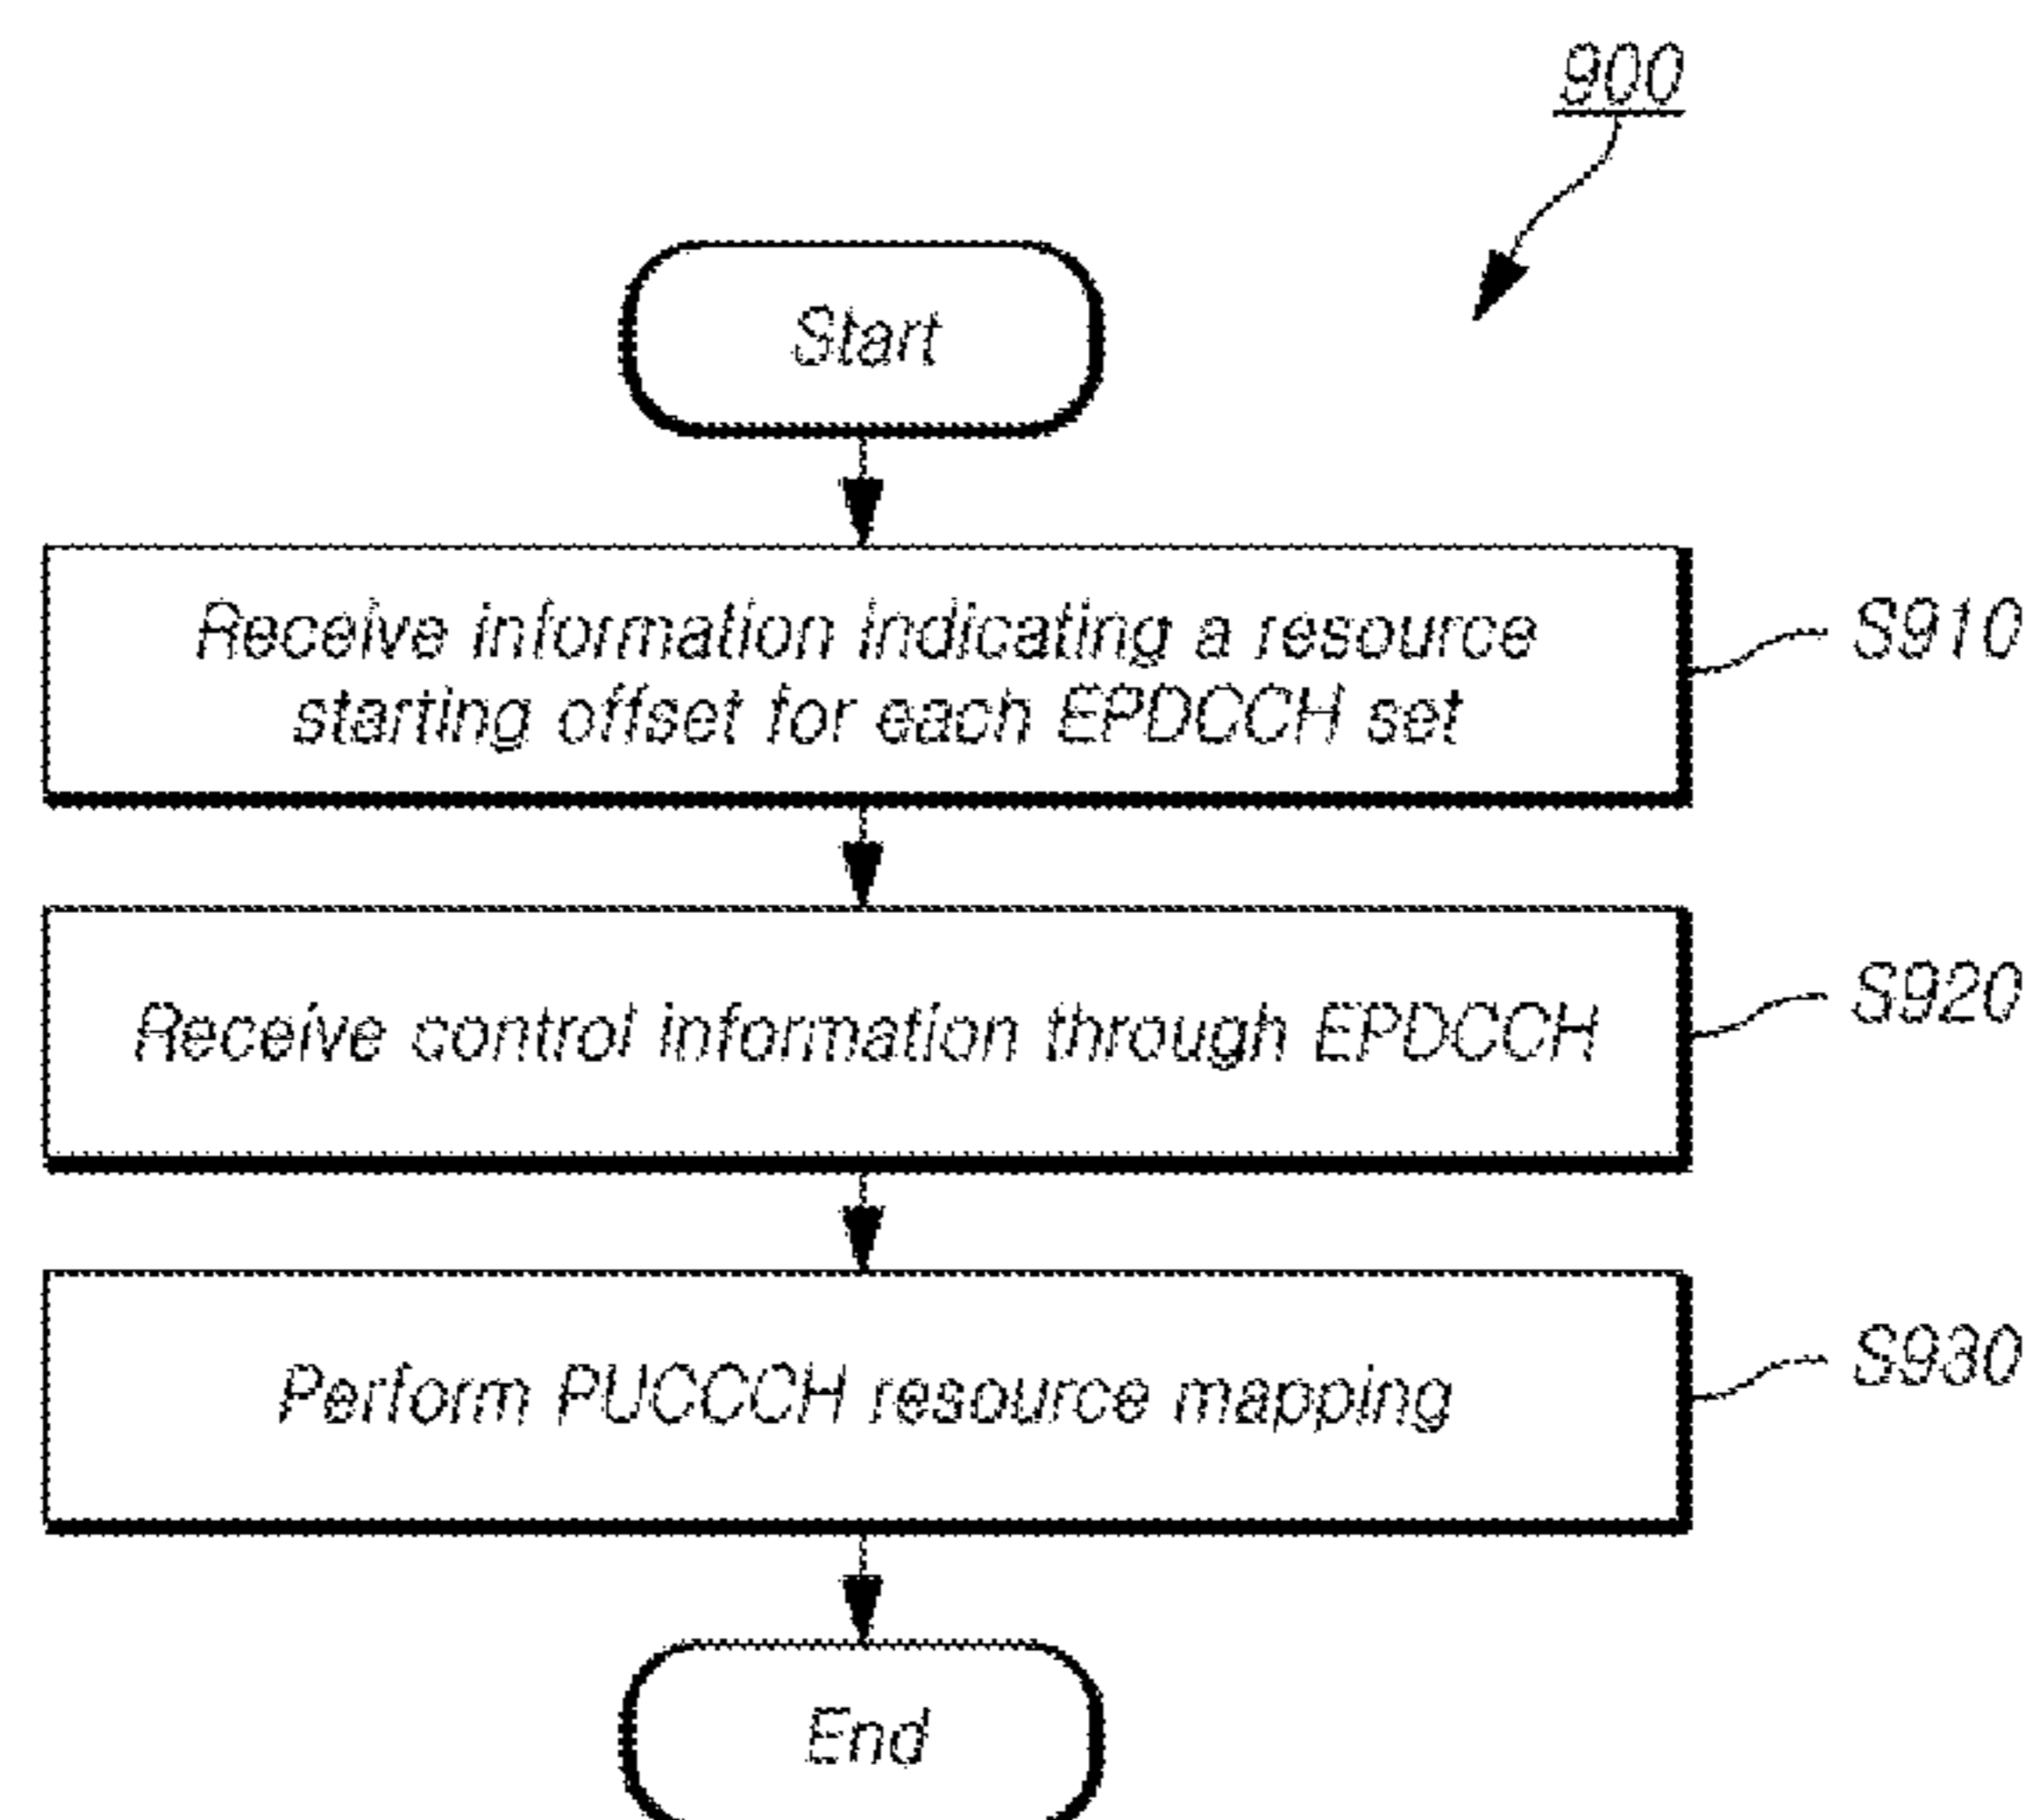 900
Start
Receive information indicating a resource
starting offset for each EPDCCH set
S910
Receive control information through EPDCCH
S920
Perform PUCCCH resource mapping
S930
End